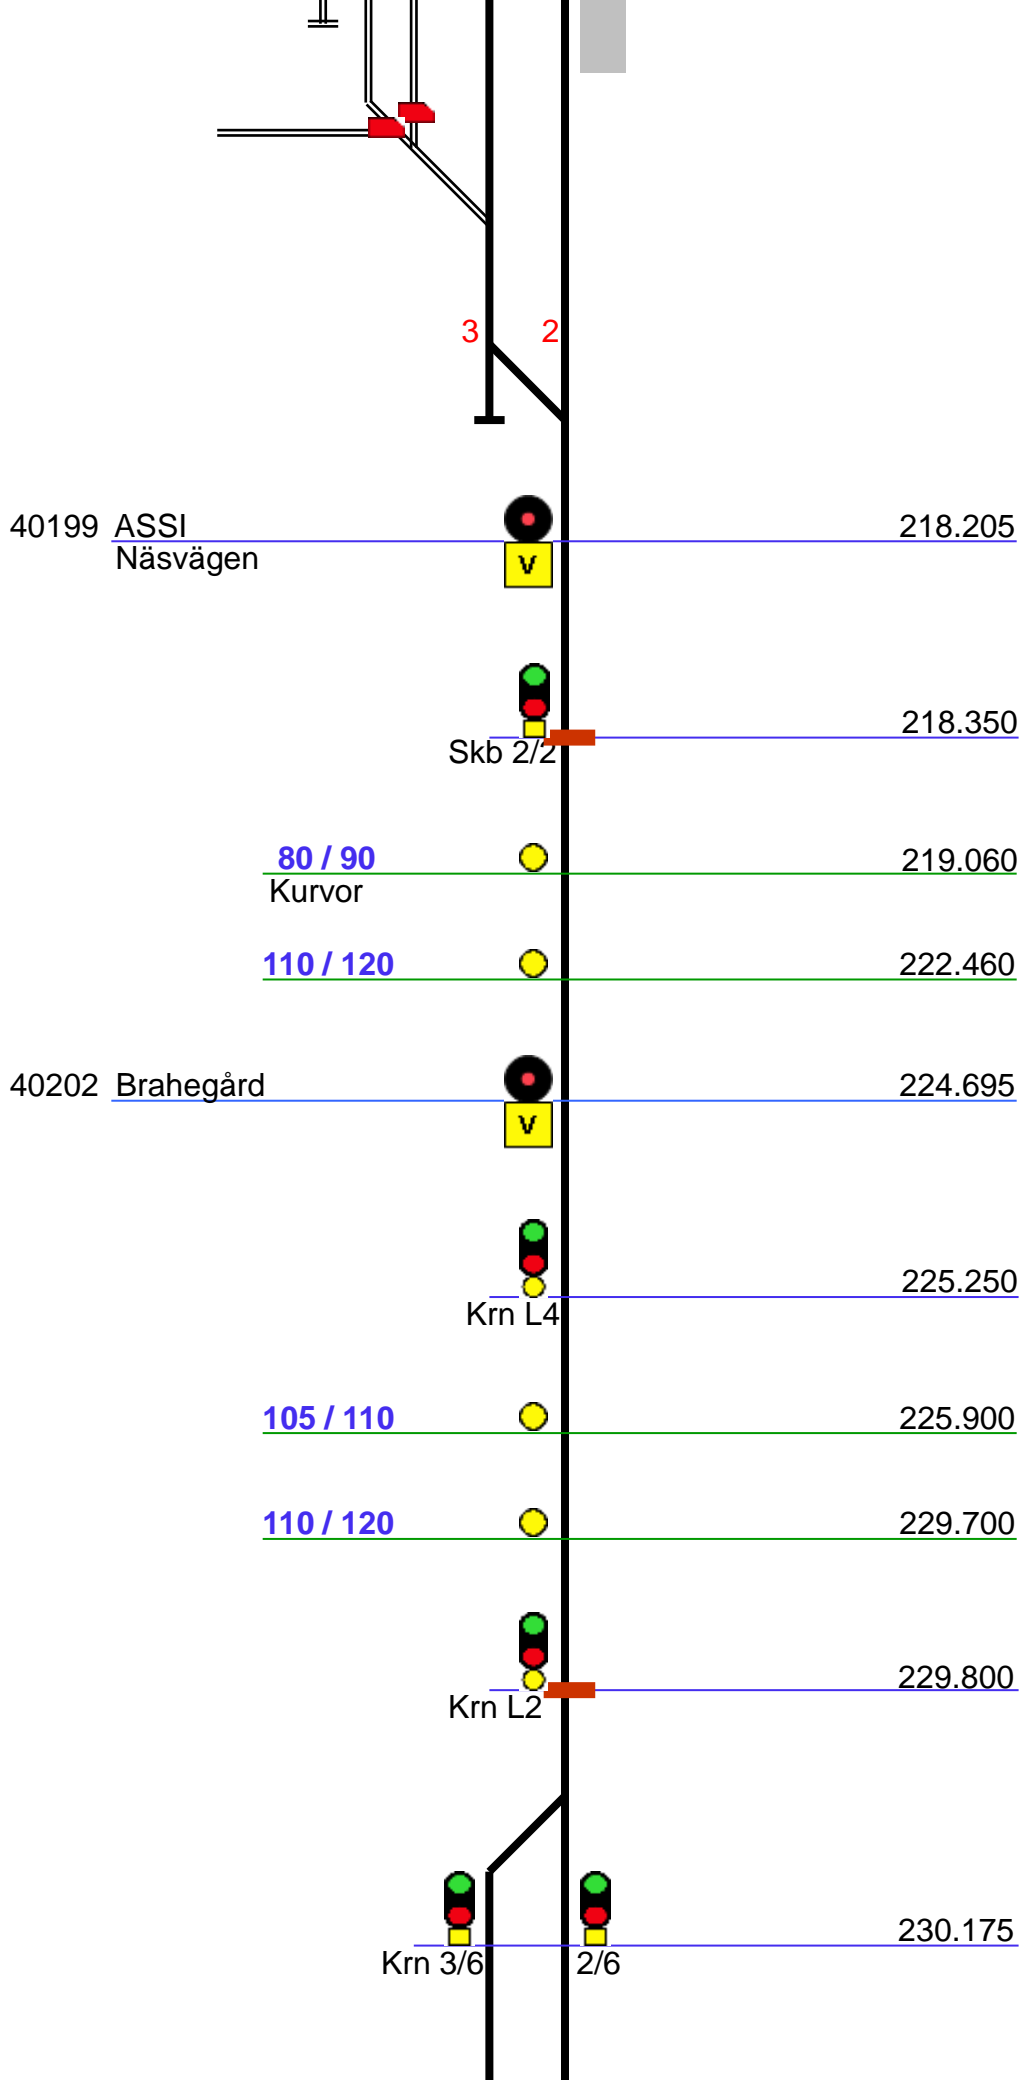 3 2
40199 ASSI 218.205
Näsvägen
V
218.350
Skb 2/2
80 / 90 219.060
Kurvor
110 / 120 222.460
40202 Brahegård 224.695
V
225.250
Krn L4
105 / 110 225.900
110 / 120 229.700
229.800
Krn L2
230.175
Krn 3/6 2/6